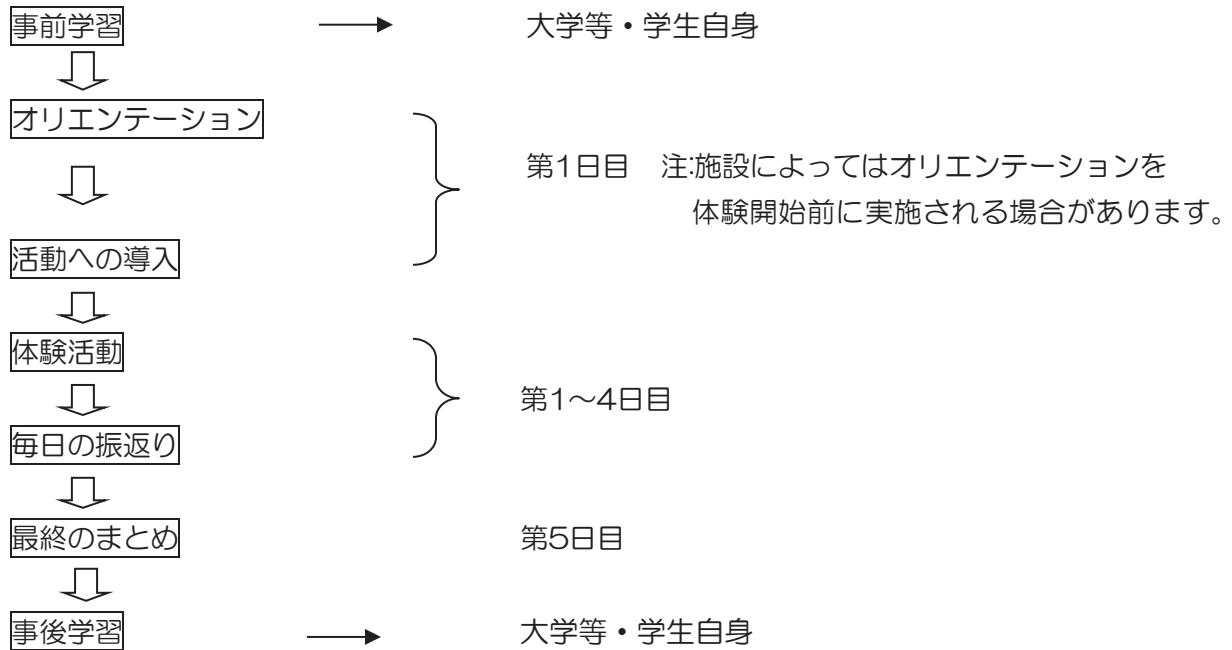 事前学習 大学等・学生自身
オリエンテーション
第1日目 注:施設によってはオリエンテーションを
体験開始前に実施される場合があります。
活動への導入
体験活動
第1～4日目
毎日の振返り
最終のまとめ 第5日目
事後学習 大学等・学生自身